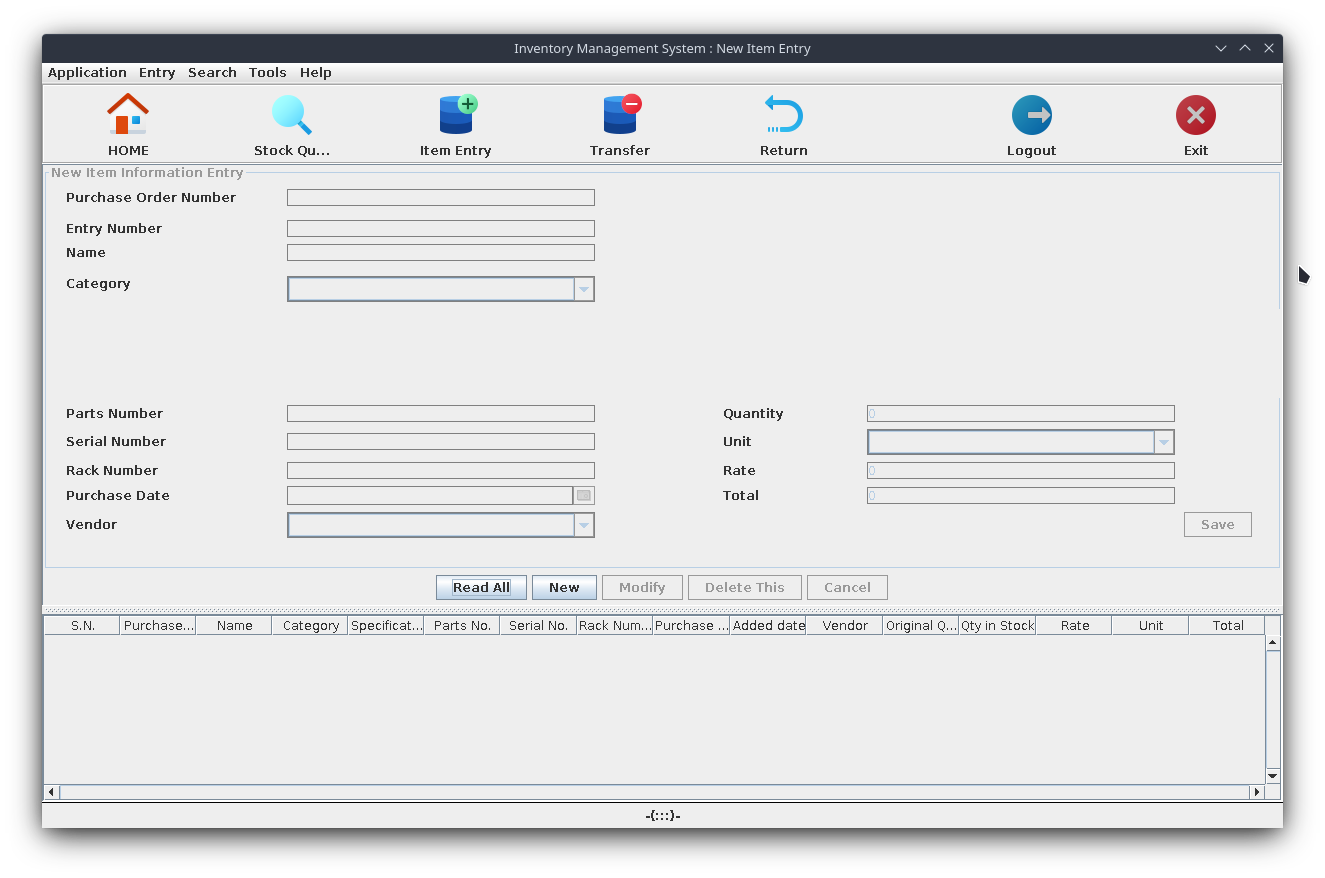 Inventory Management System : New Item Entry
Application Entry Search Tools Help
HOME Stock Qu... Item Entry Transfer Return Logout Exit
New Item Information Entry
Purchase Order Number
Entry Number
Name
Category
Parts Number Quantity 0
Serial Number Unit
Rack Number Rate 0
Purchase Date Total 0
Vendor Save
Read All New Modify Delete This Cancel
S.N. Purchase... Name Category Specificat... Parts No. Serial No. Rack Num... Purchase ... Added date Vendor Original Q... Qty in Stock Rate Unit Total
-{:::}-